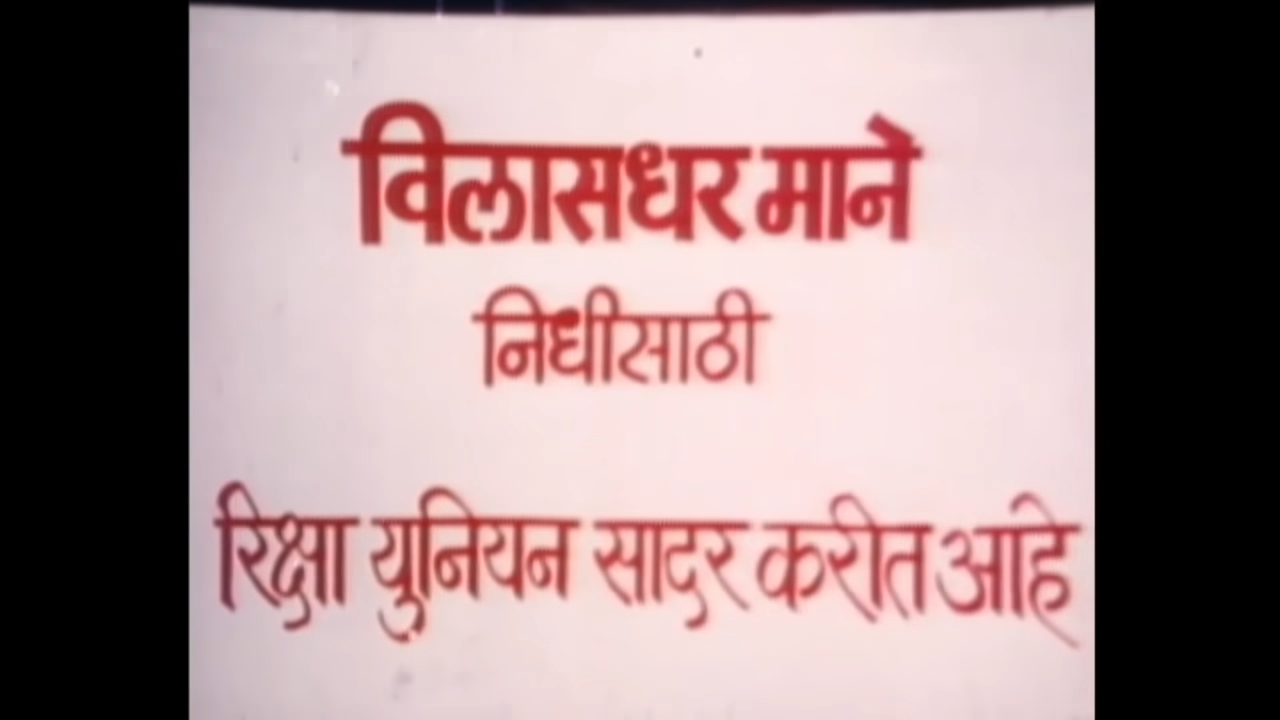 विलासधर माने
निधीसाठी
रिक्षा युनियन सादर करीत आहे